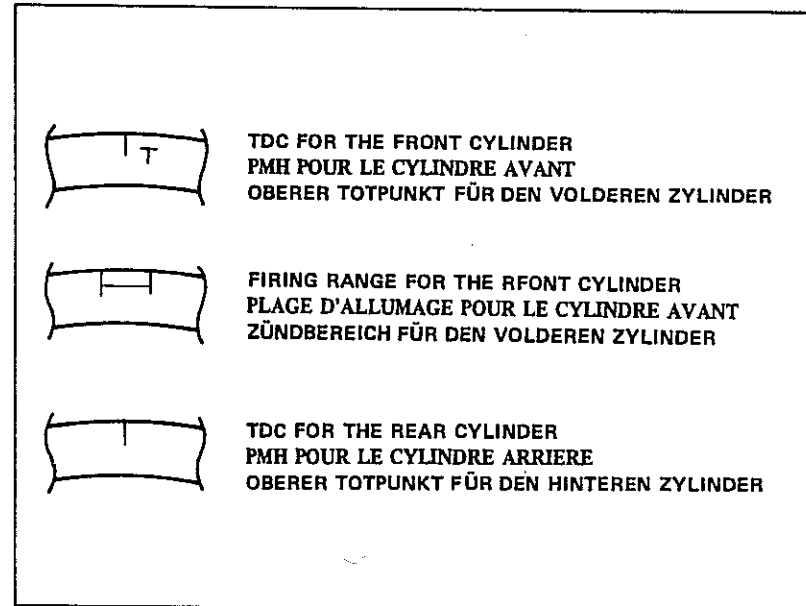 T
TDC FOR THE FRONT CYLINDER
PMH POUR LE CYLINDRE AVANT
OBERER TOTPUNKT FÜR DEN VOLDEREN ZYLINDER
FIRING RANGE FOR THE RFONT CYLINDER
PLAGE D'ALLUMAGE POUR LE CYLINDRE AVANT
ZÜNDBEREICH FÜR DEN VOLDEREN ZYLINDER
TDC FOR THE REAR CYLINDER
PMH POUR LE CYLINDRE ARRIERE
OBERER TOTPUNKT FÜR DEN HINTEREN ZYLINDER